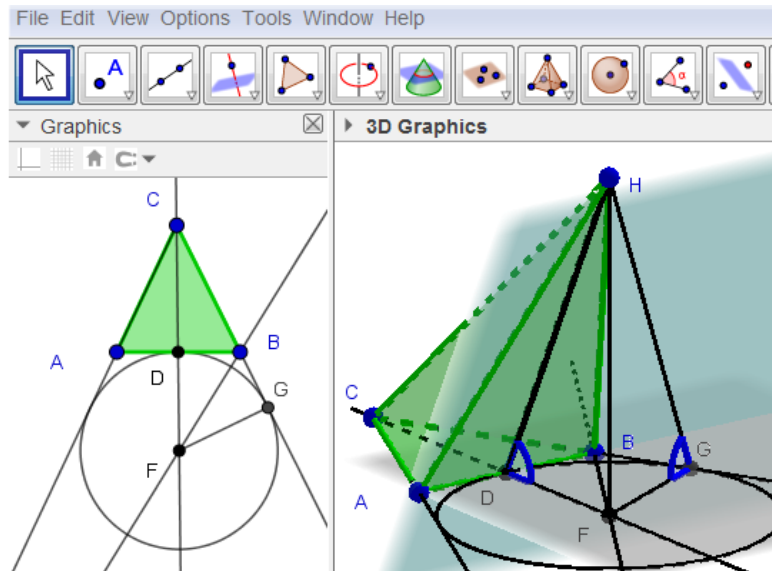 File Edit View Options Tools Window Help
A
α
Graphics
3D Graphics
C
A
B
D
G
F
H
C
B
G
A
D
F